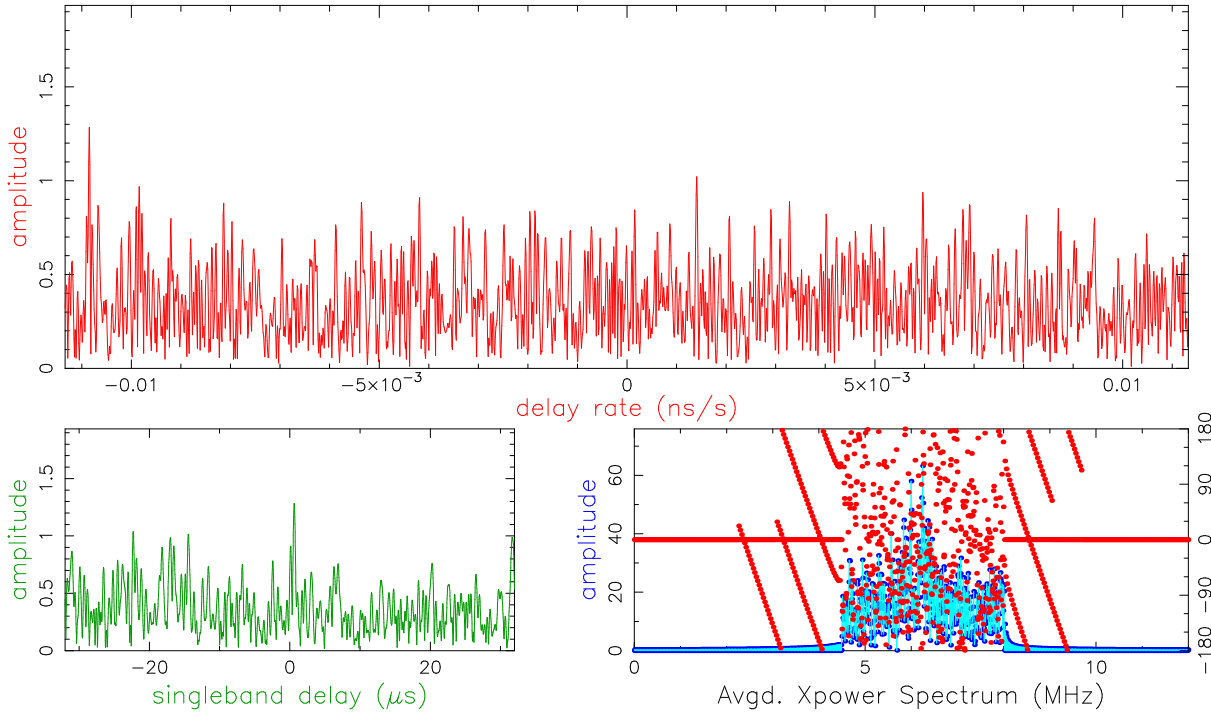 amplitude
0 0.5 1 1.5
−0.01 −5×10⁻³ 0 5×10⁻³ 0.01
delay rate (ns/s)
amplitude
0 0.5 1 1.5
−20 0 20
singleband delay (μs)
amplitude
0 20 40 60
0 5 10
−180 −90 0 90 180
Avgd. Xpower Spectrum (MHz)